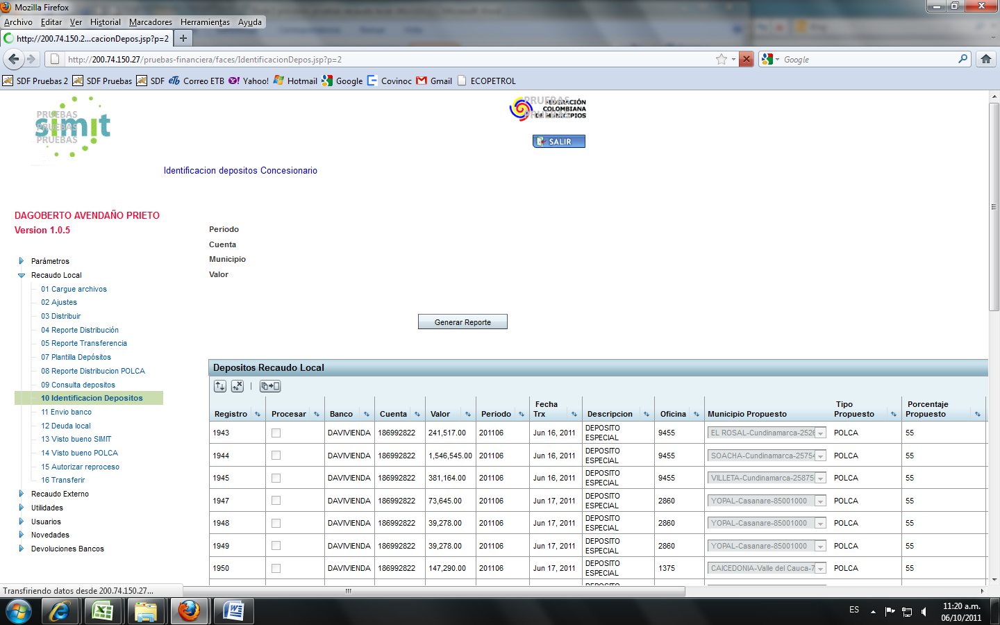 Mozilla Firefox
Archivo Editar Ver Historial Marcadores Herramientas Ayuda
http://200.74.150.2...cacionDepos.jsp?p=2
http://200.74.150.27/pruebas-financiera/faces/IdentificacionDepos.jsp?p=2
Google
SDF Pruebas 2 SDF Pruebas SDF Correo ETB Yahoo! Hotmail Google Covinoc Gmail ECOPETROL
PRUEBAS
PRUEBAS
PRUEBAS
simit
FEDERACIÓN
COLOMBIANA
DE MUNICIPIOS
SALIR
Identificacion depositos Concesionario
DAGOBERTO AVENDAÑO PRIETO
Version 1.0.5
Periodo
Cuenta
Municipio
Valor
Parámetros
Recaudo Local
01 Cargue archivos
02 Ajustes
03 Distribuir
04 Reporte Distribución
05 Reporte Transferencia
07 Plantilla Depósitos
08 Reporte Distribucion POLCA
09 Consulta depositos
10 Identificacion Depositos
11 Envio banco
12 Deuda local
13 Visto bueno SIMIT
14 Visto bueno POLCA
15 Autorizar reproceso
16 Transferir
Recaudo Externo
Utilidades
Usuarios
Novedades
Devoluciones Bancos
Generar Reporte
Depositos Recaudo Local
Registro Procesar Banco Cuenta Valor Periodo Fecha Trx Descripcion Oficina Municipio Propuesto Tipo Propuesto Porcentaje Propuesto
1943 DAVIVIENDA 186992822 241,517.00 201106 Jun 16, 2011 DEPOSITO ESPECIAL 9455 EL ROSAL-Cundinamarca-2526 POLCA 55
1944 DAVIVIENDA 186992822 1,546,545.00 201106 Jun 16, 2011 DEPOSITO ESPECIAL 9455 SOACHA-Cundinamarca-25754 POLCA 55
1945 DAVIVIENDA 186992822 381,164.00 201106 Jun 16, 2011 DEPOSITO ESPECIAL 9455 VILLETA-Cundinamarca-25875 POLCA 55
1947 DAVIVIENDA 186992822 73,645.00 201106 Jun 17, 2011 DEPOSITO ESPECIAL 2860 YOPAL-Casanare-85001000 POLCA 55
1948 DAVIVIENDA 186992822 39,278.00 201106 Jun 17, 2011 DEPOSITO ESPECIAL 2860 YOPAL-Casanare-85001000 POLCA 55
1949 DAVIVIENDA 186992822 39,278.00 201106 Jun 17, 2011 DEPOSITO ESPECIAL 2860 YOPAL-Casanare-85001000 POLCA 55
1950 DAVIVIENDA 186992822 147,290.00 201106 Jun 17, 2011 DEPOSITO ESPECIAL 1375 CAICEDONIA-Valle del Cauca-7 POLCA 55
Transfiriendo datos desde 200.74.150.27...
ES
11:20 a.m.
06/10/2011